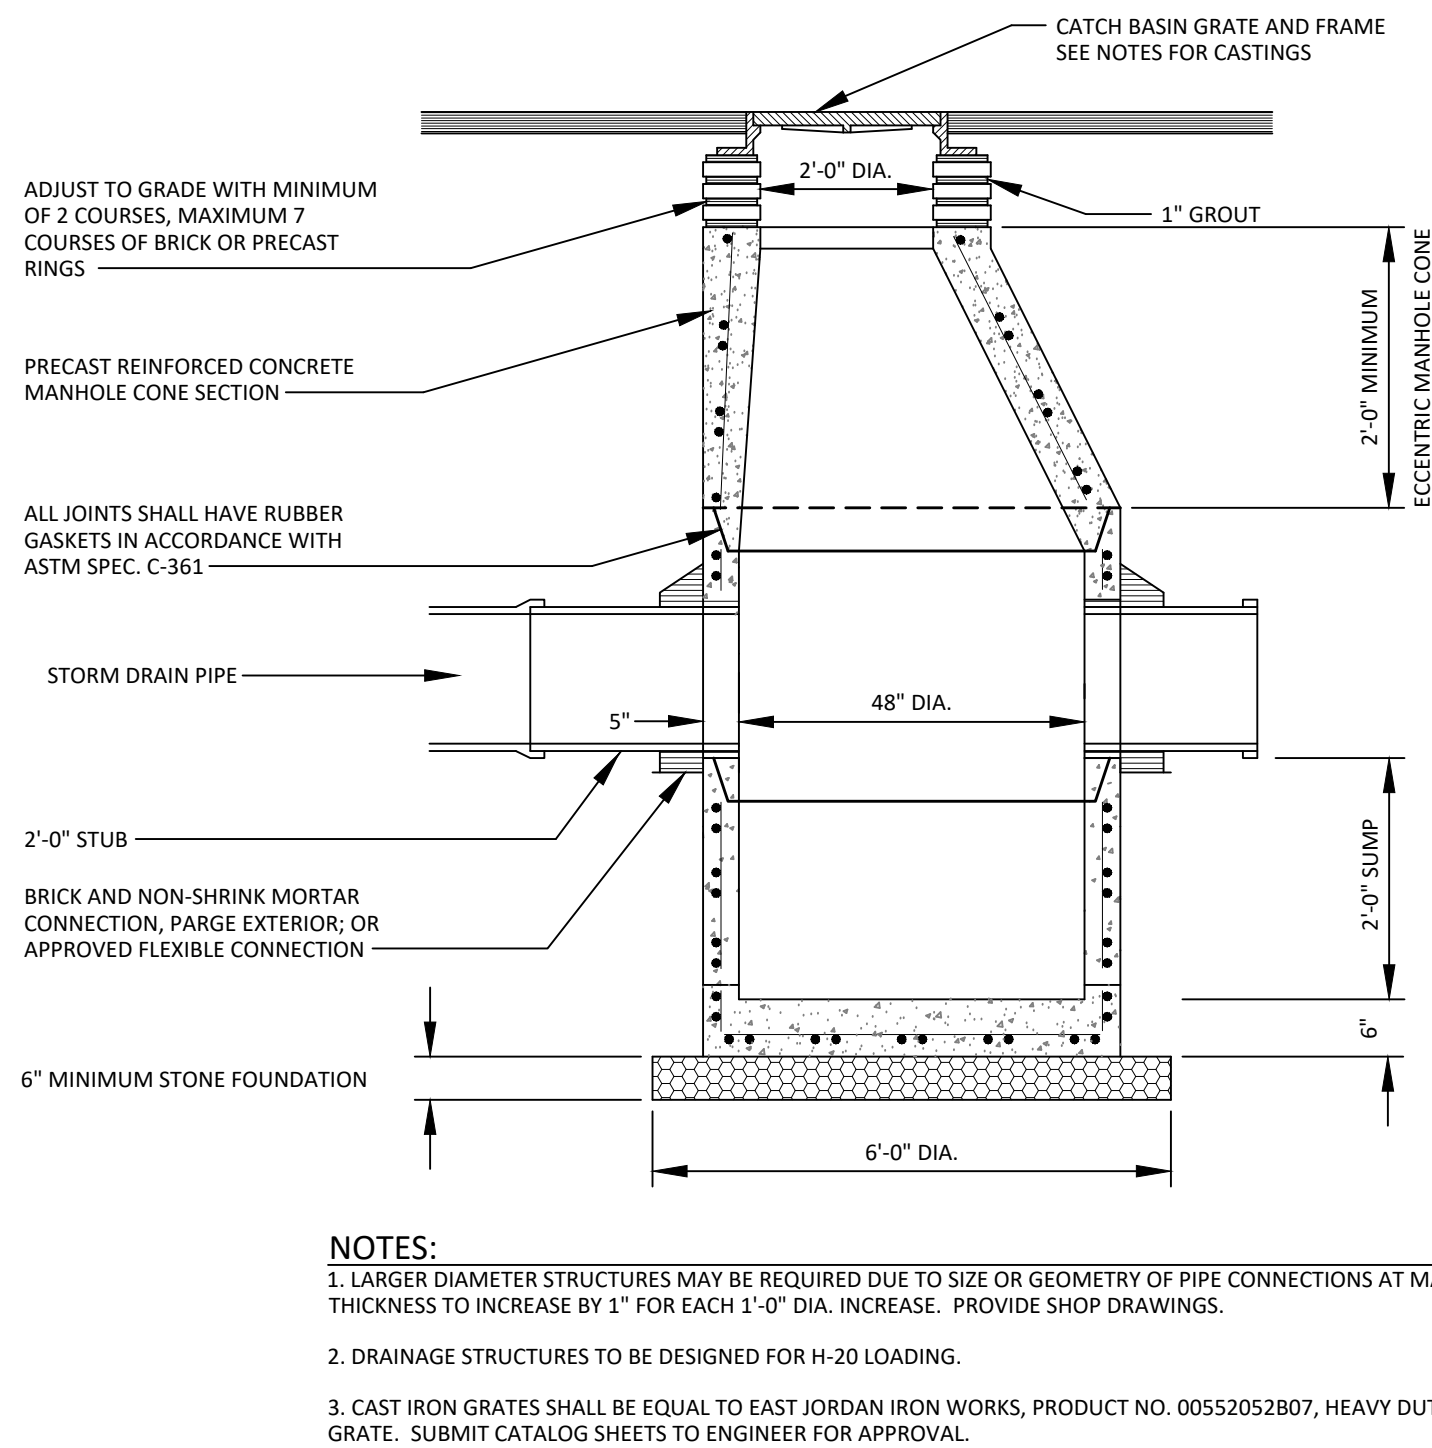 CATCH BASIN GRATE AND FRAME
SEE NOTES FOR CASTINGS
2'-0" DIA.
ADJUST TO GRADE WITH MINIMUM
OF 2 COURSES, MAXIMUM 7
COURSES OF BRICK OR PRECAST
RINGS
1" GROUT
2'-0" MINIMUM
ECCENTRIC MANHOLE CONE
PRECAST REINFORCED CONCRETE
MANHOLE CONE SECTION
ALL JOINTS SHALL HAVE RUBBER
GASKETS IN ACCORDANCE WITH
ASTM SPEC. C-361
STORM DRAIN PIPE
5"
48" DIA.
2'-0" STUB
2'-0" SUMP
BRICK AND NON-SHRINK MORTAR
CONNECTION, PARGE EXTERIOR; OR
APPROVED FLEXIBLE CONNECTION
6"
6" MINIMUM STONE FOUNDATION
6'-0" DIA.
NOTES:
1. LARGER DIAMETER STRUCTURES MAY BE REQUIRED DUE TO SIZE OR GEOMETRY OF PIPE CONNECTIONS AT
THICKNESS TO INCREASE BY 1" FOR EACH 1'-0" DIA. INCREASE. PROVIDE SHOP DRAWINGS.
2. DRAINAGE STRUCTURES TO BE DESIGNED FOR H-20 LOADING.
3. CAST IRON GRATES SHALL BE EQUAL TO EAST JORDAN IRON WORKS, PRODUCT NO. 00552052B07, HEAVY
GRATE. SUBMIT CATALOG SHEETS TO ENGINEER FOR APPROVAL.